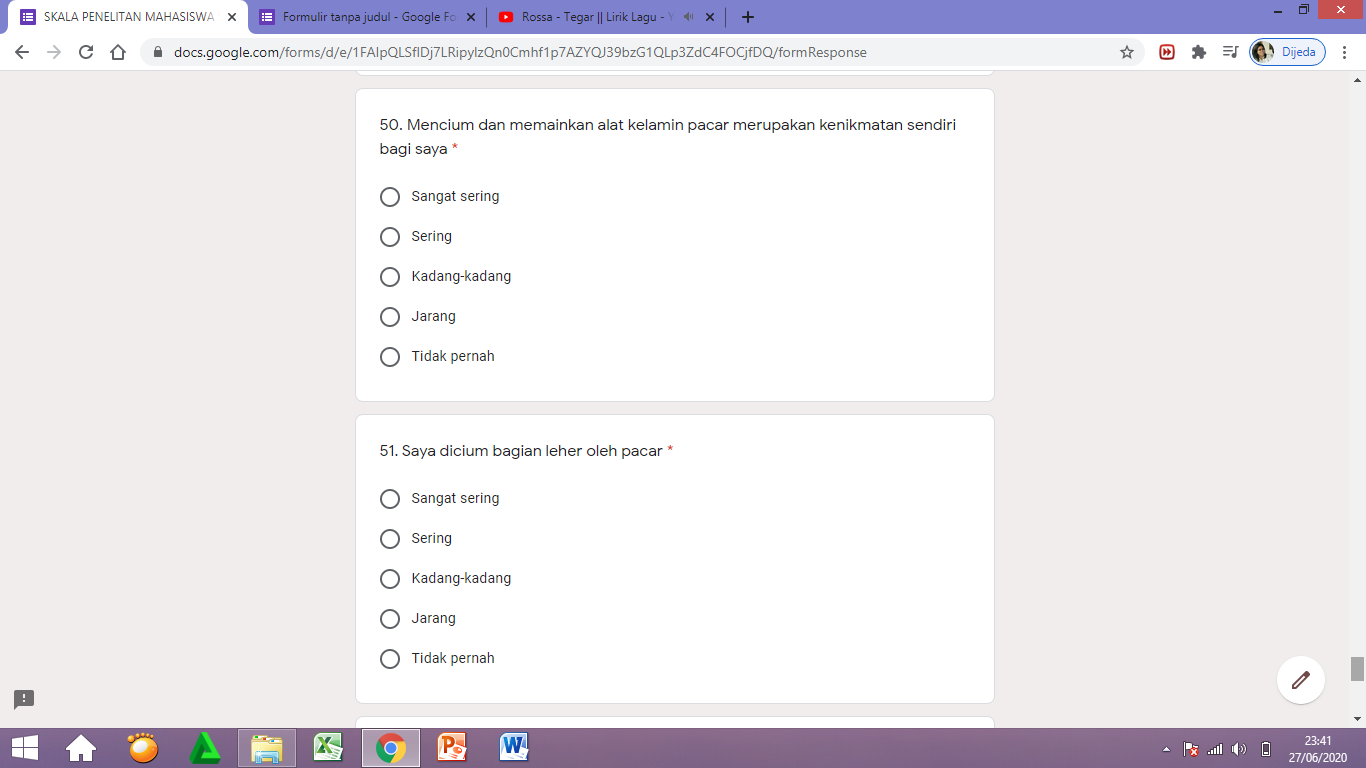 SKALA PENELITAN MAHASISWA
Formulir tanpa judul - Google Fo
Rossa - Tegar || Lirik Lagu - Y
docs.google.com/forms/d/e/1FAIpQLSfIDj7LRipyIzQn0Cmhf1p7AZYQJ39bzG1QLp3ZdC4FOCjfDQ/formResponse
Dijeda
50. Mencium dan memainkan alat kelamin pacar merupakan kenikmatan sendiri
bagi saya *
Sangat sering
Sering
Kadang-kadang
Jarang
Tidak pernah
51. Saya dicium bagian leher oleh pacar *
Sangat sering
Sering
Kadang-kadang
Jarang
Tidak pernah
23:41
27/06/2020